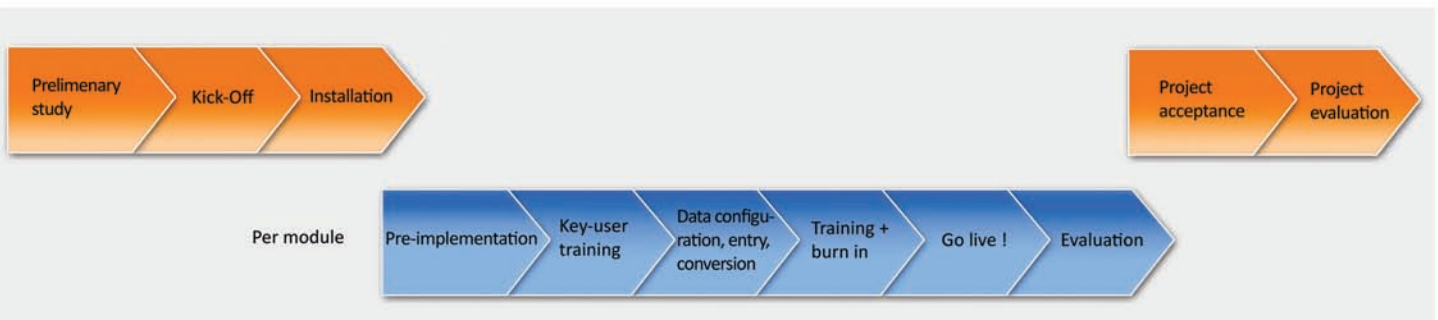 Prelimenary
study
Kick-Off
Installation
Project
acceptance
Project
evaluation
Per module
Pre-implementation
Key-user
training
Data configu-
ration, entry,
conversion
Training +
burn in
Go live !
Evaluation